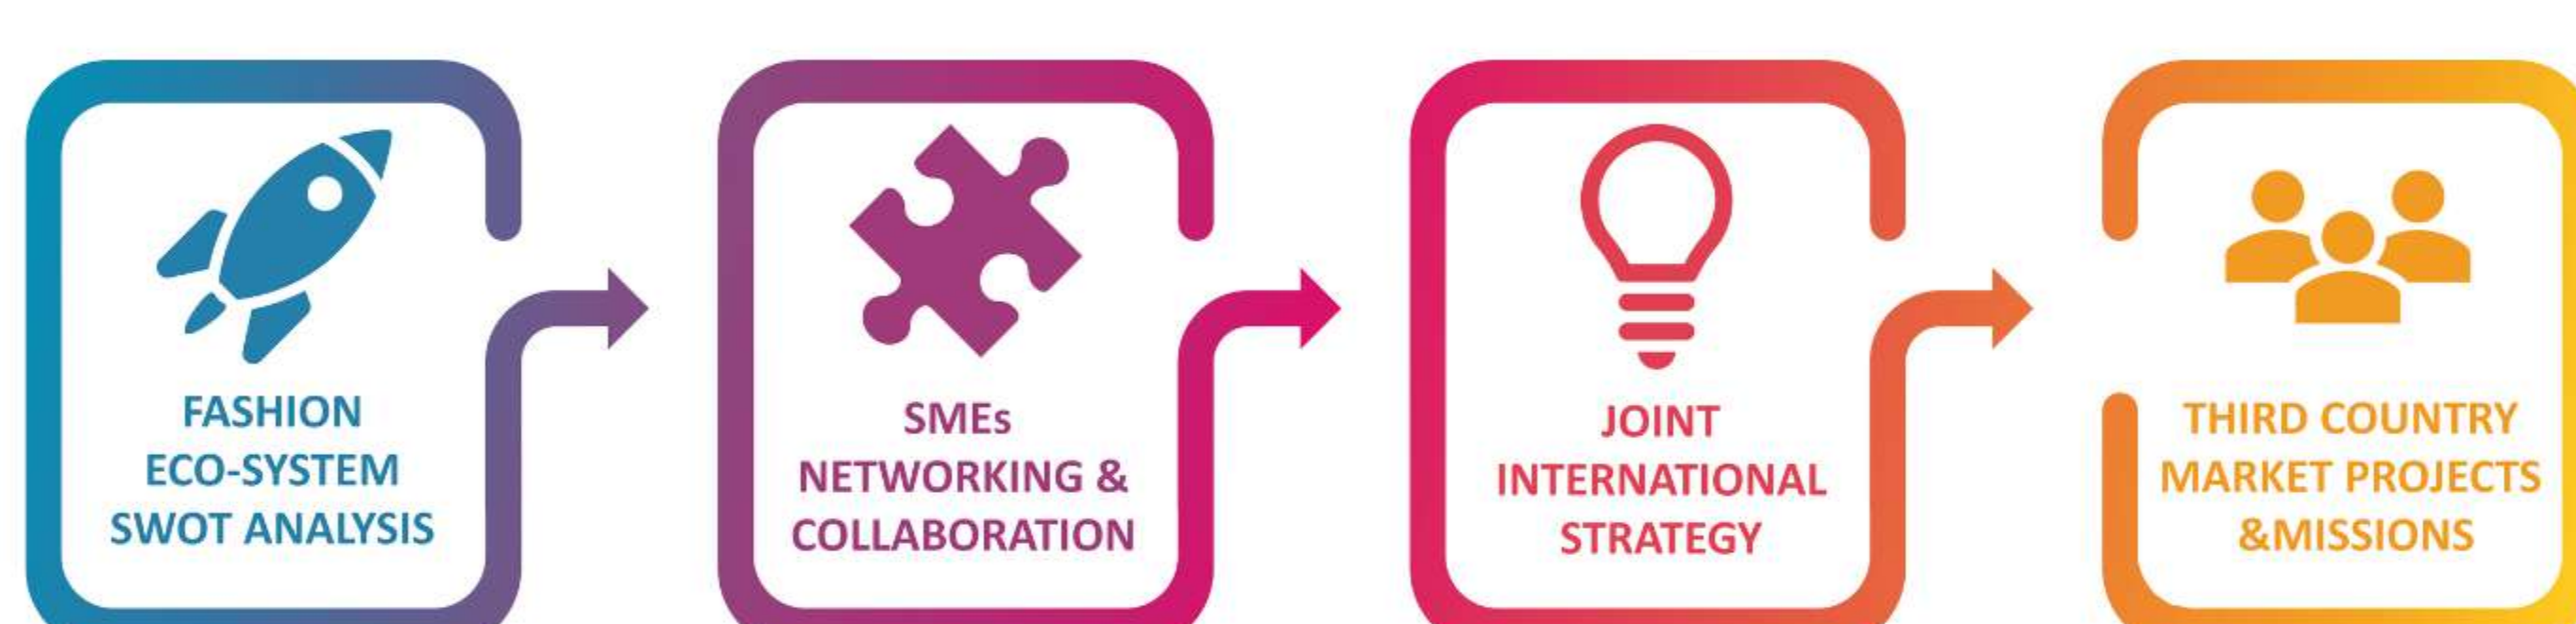 FASHION
ECO-SYSTEM
SWOT ANALYSIS
SMEs
NETWORKING &
COLLABORATION
JOINT
INTERNATIONAL
STRATEGY
THIRD COUNTRY
MARKET PROJECTS
&MISSIONS